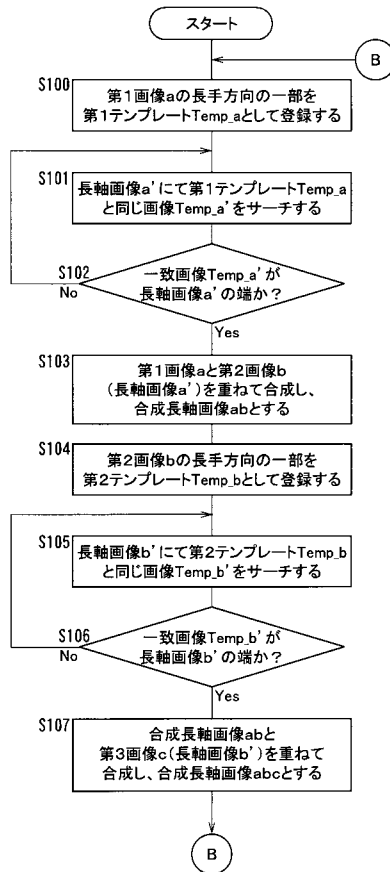 スタート
B
S100
第1画像aの長手方向の一部を
第1テンプレートTemp_aとして登録する
S101
長軸画像a'にて第1テンプレートTemp_a
と同じ画像Temp_a'をサーチする
S102
一致画像Temp_a'が
長軸画像a'の端か?
No
Yes
S103
第1画像aと第2画像b
(長軸画像a')を重ねて合成し、
合成長軸画像abとする
S104
第2画像bの長手方向の一部を
第2テンプレートTemp_bとして登録する
S105
長軸画像b'にて第2テンプレートTemp_b
と同じ画像Temp_b'をサーチする
S106
一致画像Temp_b'が
長軸画像b'の端か?
No
Yes
S107
合成長軸画像abと
第3画像c(長軸画像b')を重ねて
合成し、合成長軸画像abcとする
B